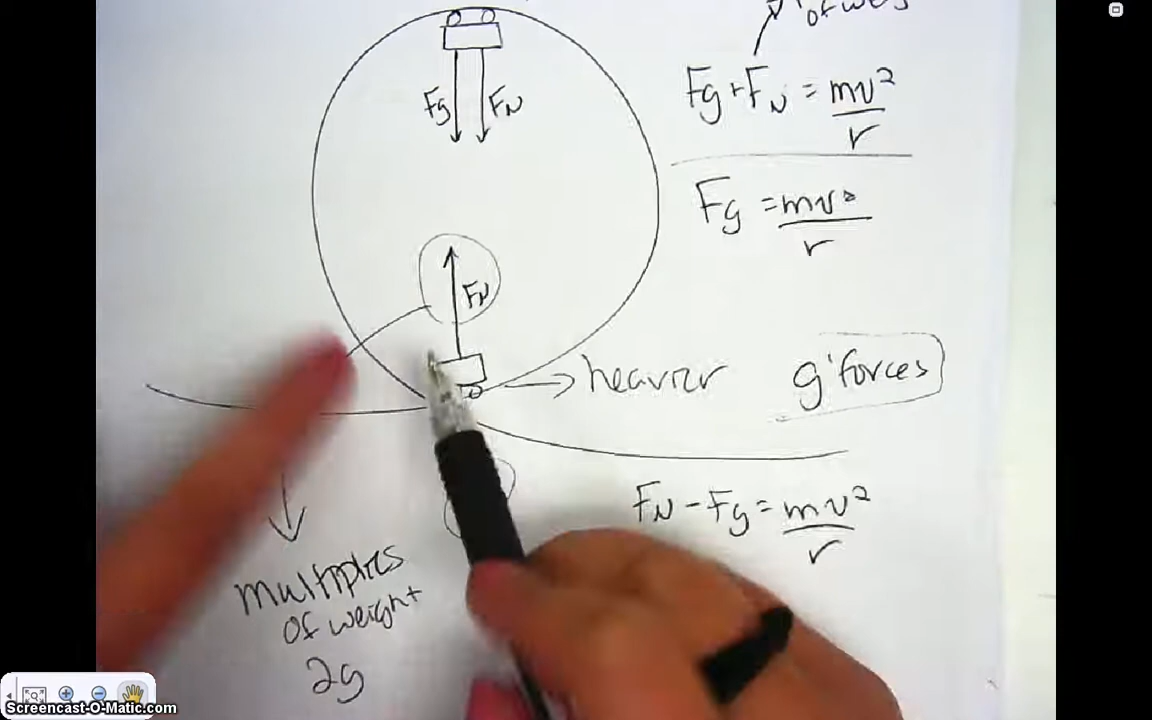 Fg FN
Fg + FN = mv²
r
Fg = mv²
r
FN
heavier
g' forces
FN - Fg = mv²
r
multiples
of weight
2g
Screencast-O-Matic.com